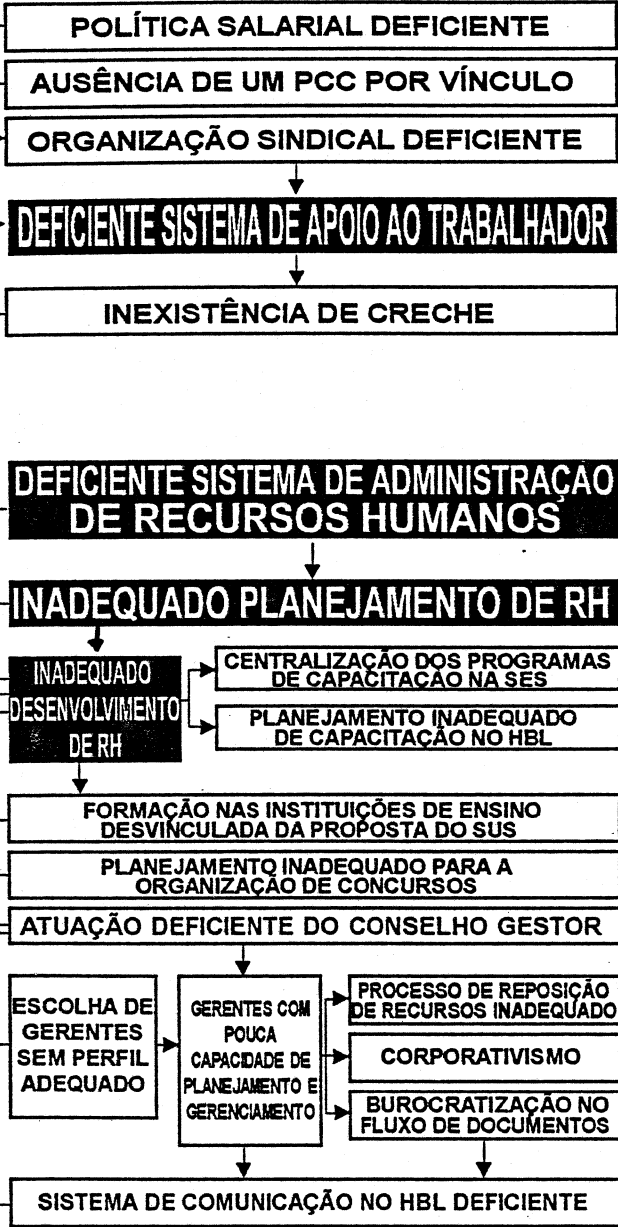 POLÍTICA SALARIAL DEFICIENTE
AUSÊNCIA DE UM PCC POR VÍNCULO
ORGANIZAÇÃO SINDICAL DEFICIENTE
DEFICIENTE SISTEMA DE APOIO AO TRABALHADOR
INEXISTÊNCIA DE CRECHE
DEFICIENTE SISTEMA DE ADMINISTRAÇÃO
DE RECURSOS HUMANOS
INADEQUADO PLANEJAMENTO DE RH
INADEQUADO
DESENVOLVIMENTO
DE RH
CENTRALIZAÇÃO DOS PROGRAMAS
DE CAPACITAÇÃO NA SES
PLANEJAMENTO INADEQUADO
DE CAPACITAÇÃO NO HBL
FORMAÇÃO NAS INSTITUIÇÕES DE ENSINO
DESVINCULADA DA PROPOSTA DO SUS
PLANEJAMENTO INADEQUADO PARA A
ORGANIZAÇÃO DE CONCURSOS
ATUAÇÃO DEFICIENTE DO CONSELHO GESTOR
ESCOLHA DE
GERENTES
SEM PERFIL
ADEQUADO
GERENTES COM
POUCA
CAPACIDADE DE
PLANEJAMENTO E
GERENCIAMENTO
PROCESSO DE REPOSIÇÃO
DE RECURSOS INADEQUADO
CORPORATIVISMO
BUROCRATIZAÇÃO NO
FLUXO DE DOCUMENTOS
SISTEMA DE COMUNICAÇÃO NO HBL DEFICIENTE